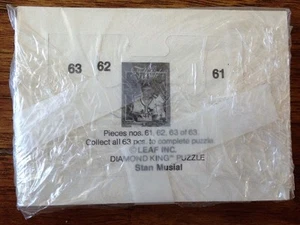 63 62 61
Pieces nos. 61, 62, 63 of 63.
Collect all 63 pcs. to complete puzzle.
© LEAF INC.
DIAMOND KING™ PUZZLE
Stan Musial